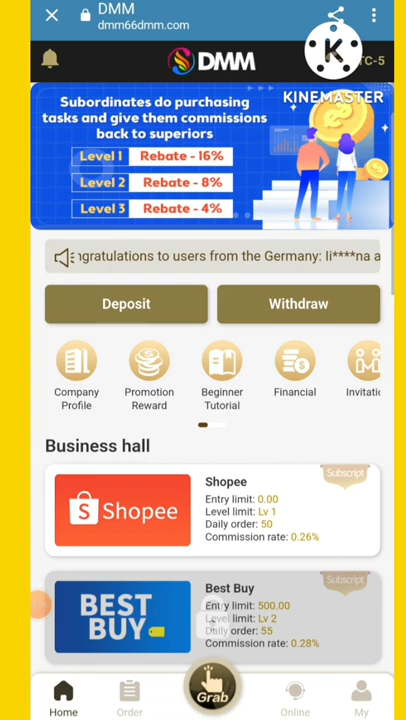 DMM
dmm66dmm.com
DMM
TC-5
K
KINEMASTER
Subordinates do purchasing
tasks and give them commissions
back to superiors
Level 1 Rebate - 16%
Level 2 Rebate - 8%
Level 3 Rebate - 4%
ngratulations to users from the Germany: li****na a
Deposit Withdraw
Company
Profile
Promotion
Reward
Beginner
Tutorial
Financial
Invitatic
Business hall
Subscript
Shopee
Shopee
Entry limit: 0.00
Level limit: Lv 1
Daily order: 50
Commission rate: 0.26%
Subscript
BEST
BUY
Best Buy
Entry limit: 500.00
Level limit: Lv 2
Daily order: 55
Commission rate: 0.28%
Grab
Home Order Online My